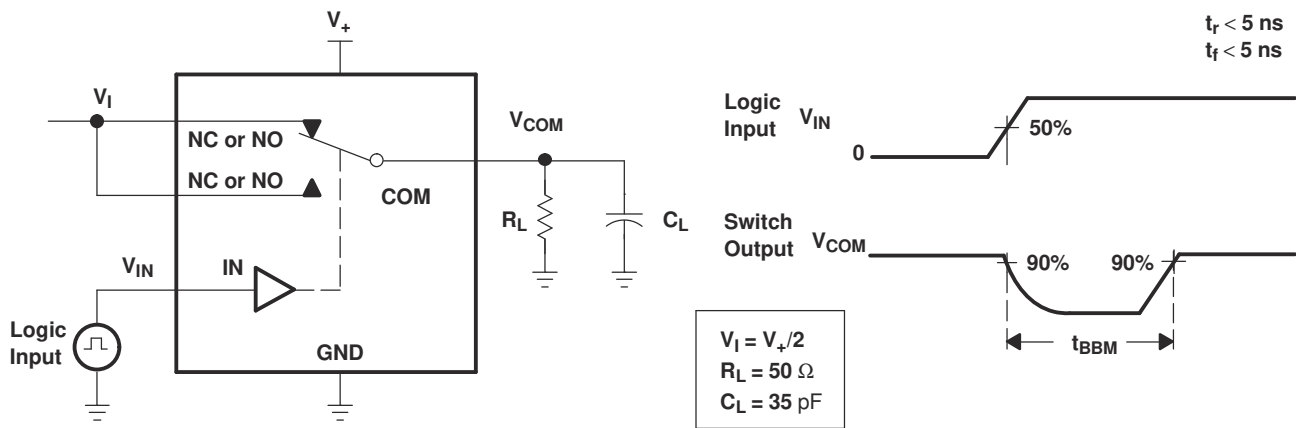 V+
VI
NC or NO
NC or NO
COM
VCOM
RL
CL
VIN
IN
Logic
Input
GND
tr < 5 ns
tf < 5 ns
Logic
Input
VIN
50%
0
Switch
Output
VCOM
90%
90%
tBBM
VI = V+/2
RL = 50 Ω
CL = 35 pF